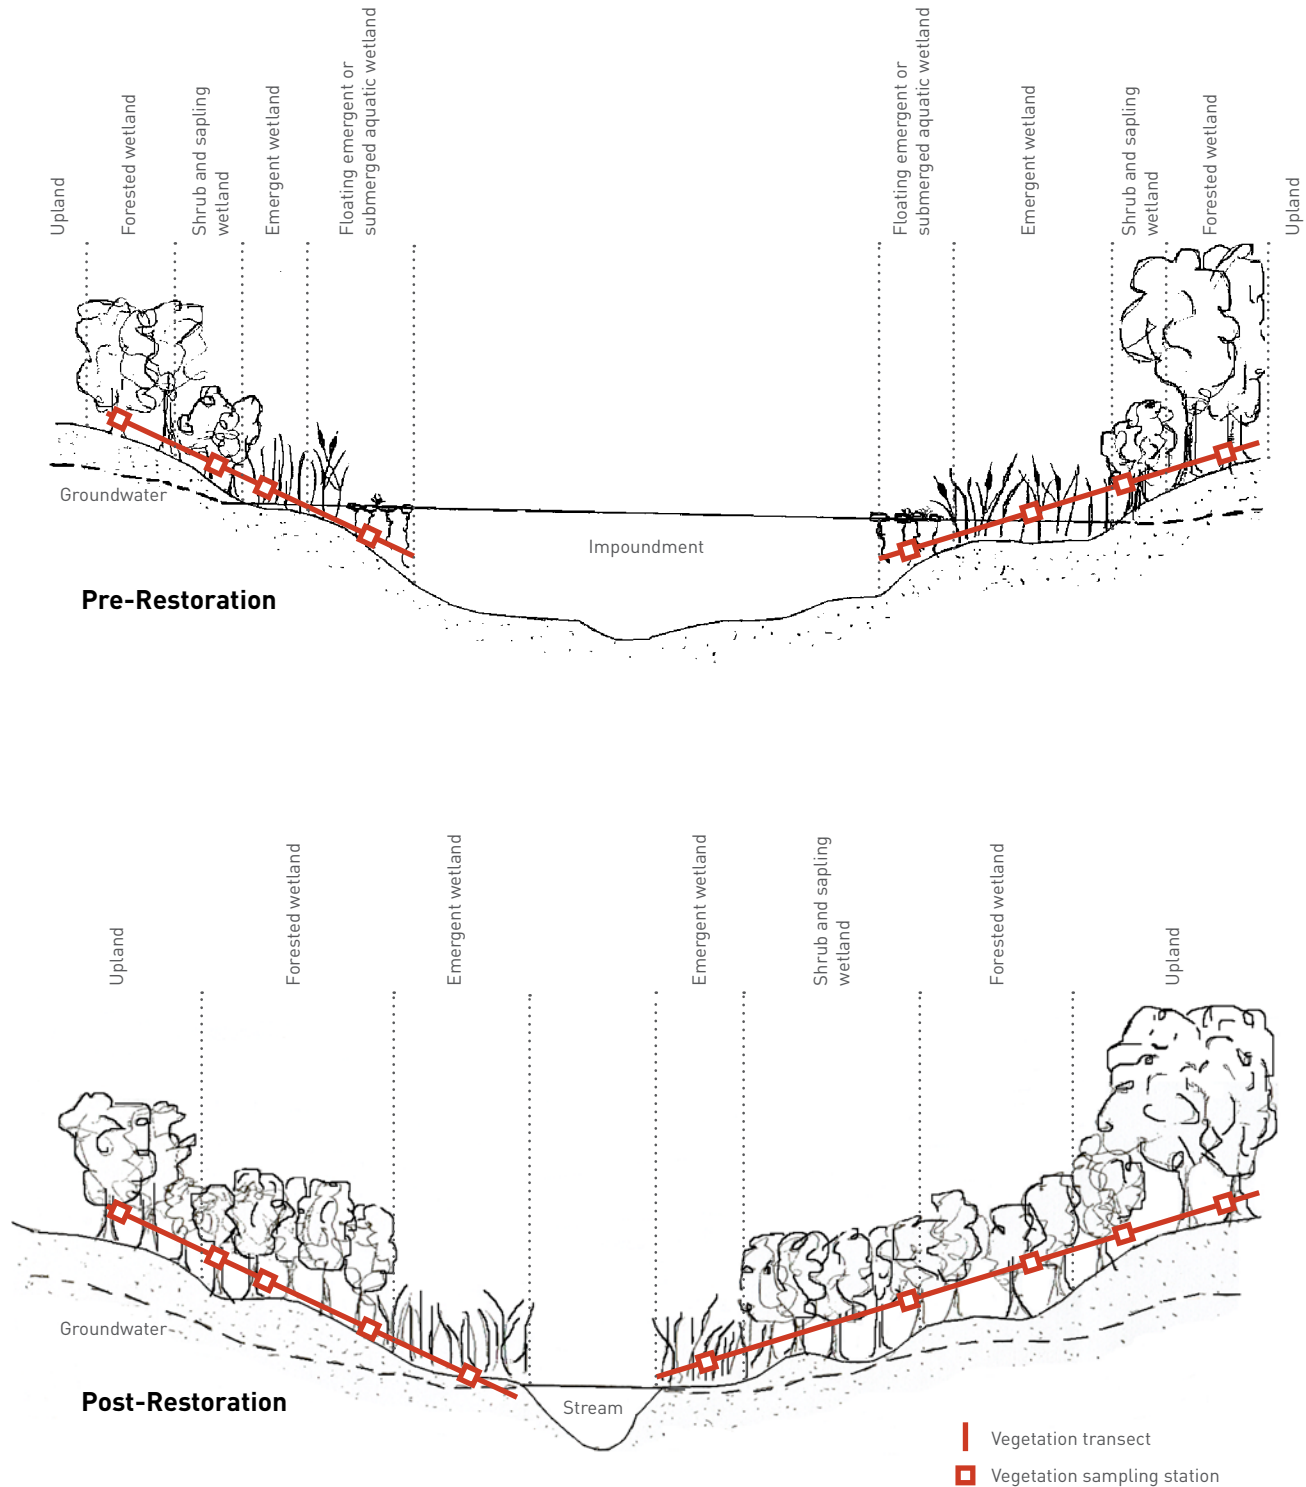 Upland
Forested wetland
Shrub and sapling
wetland
Emergent wetland
Floating emergent or
submerged aquatic wetland
Floating emergent or
submerged aquatic wetland
Emergent wetland
Shrub and sapling
wetland
Forested wetland
Upland
Groundwater
Impoundment
Pre-Restoration
Upland
Forested wetland
Emergent wetland
Emergent wetland
Shrub and sapling
wetland
Forested wetland
Upland
Groundwater
Post-Restoration
Stream
Vegetation transect
Vegetation sampling station